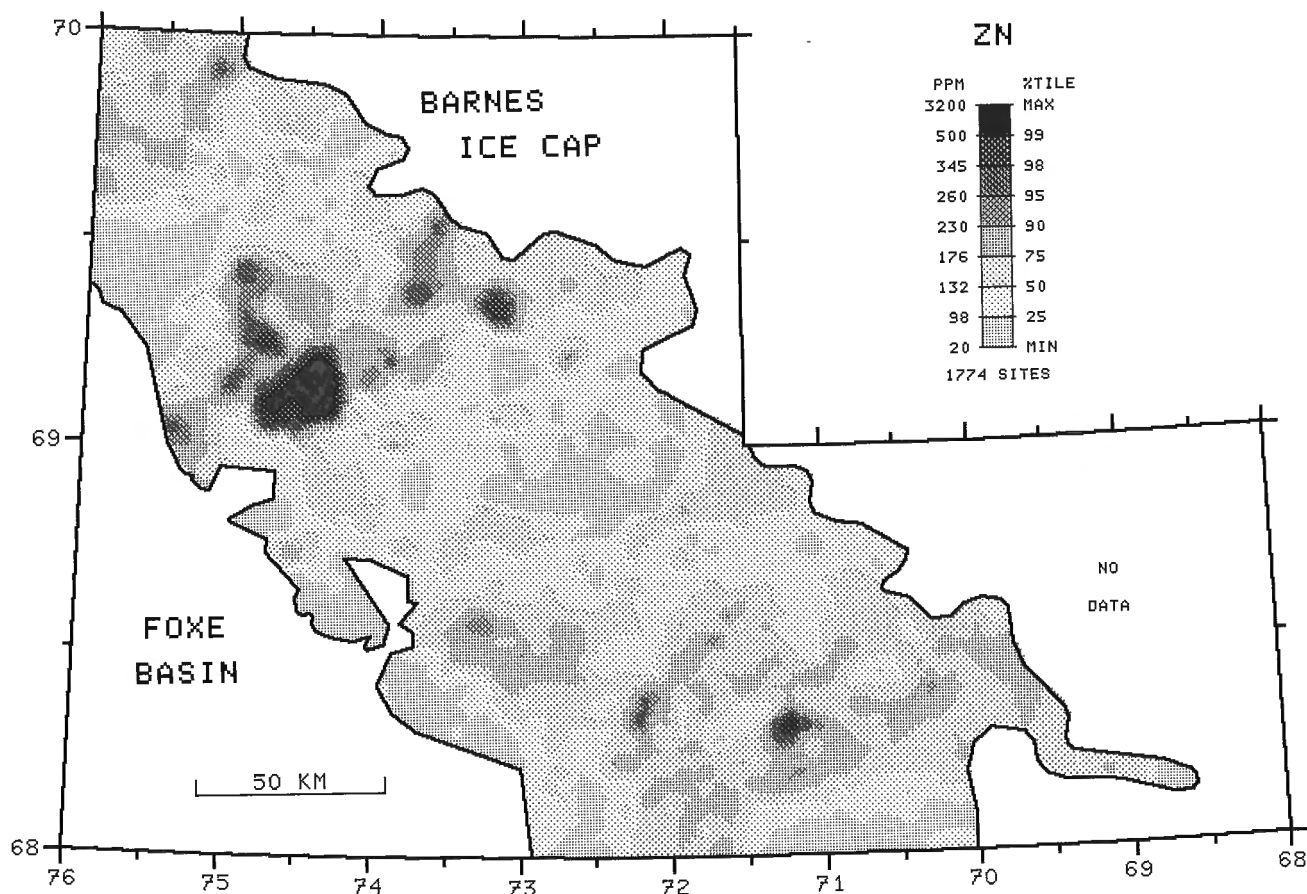 70
ZN
PPM %TILE
3200 MAX
500 99
345 98
260 95
230 90
176 75
132 50
98 25
20 MIN
1774 SITES
BARNES
ICE CAP
69
NO
DATA
FOXE
BASIN
50 KM
68
76 75 74 73 72 71 70 69 68